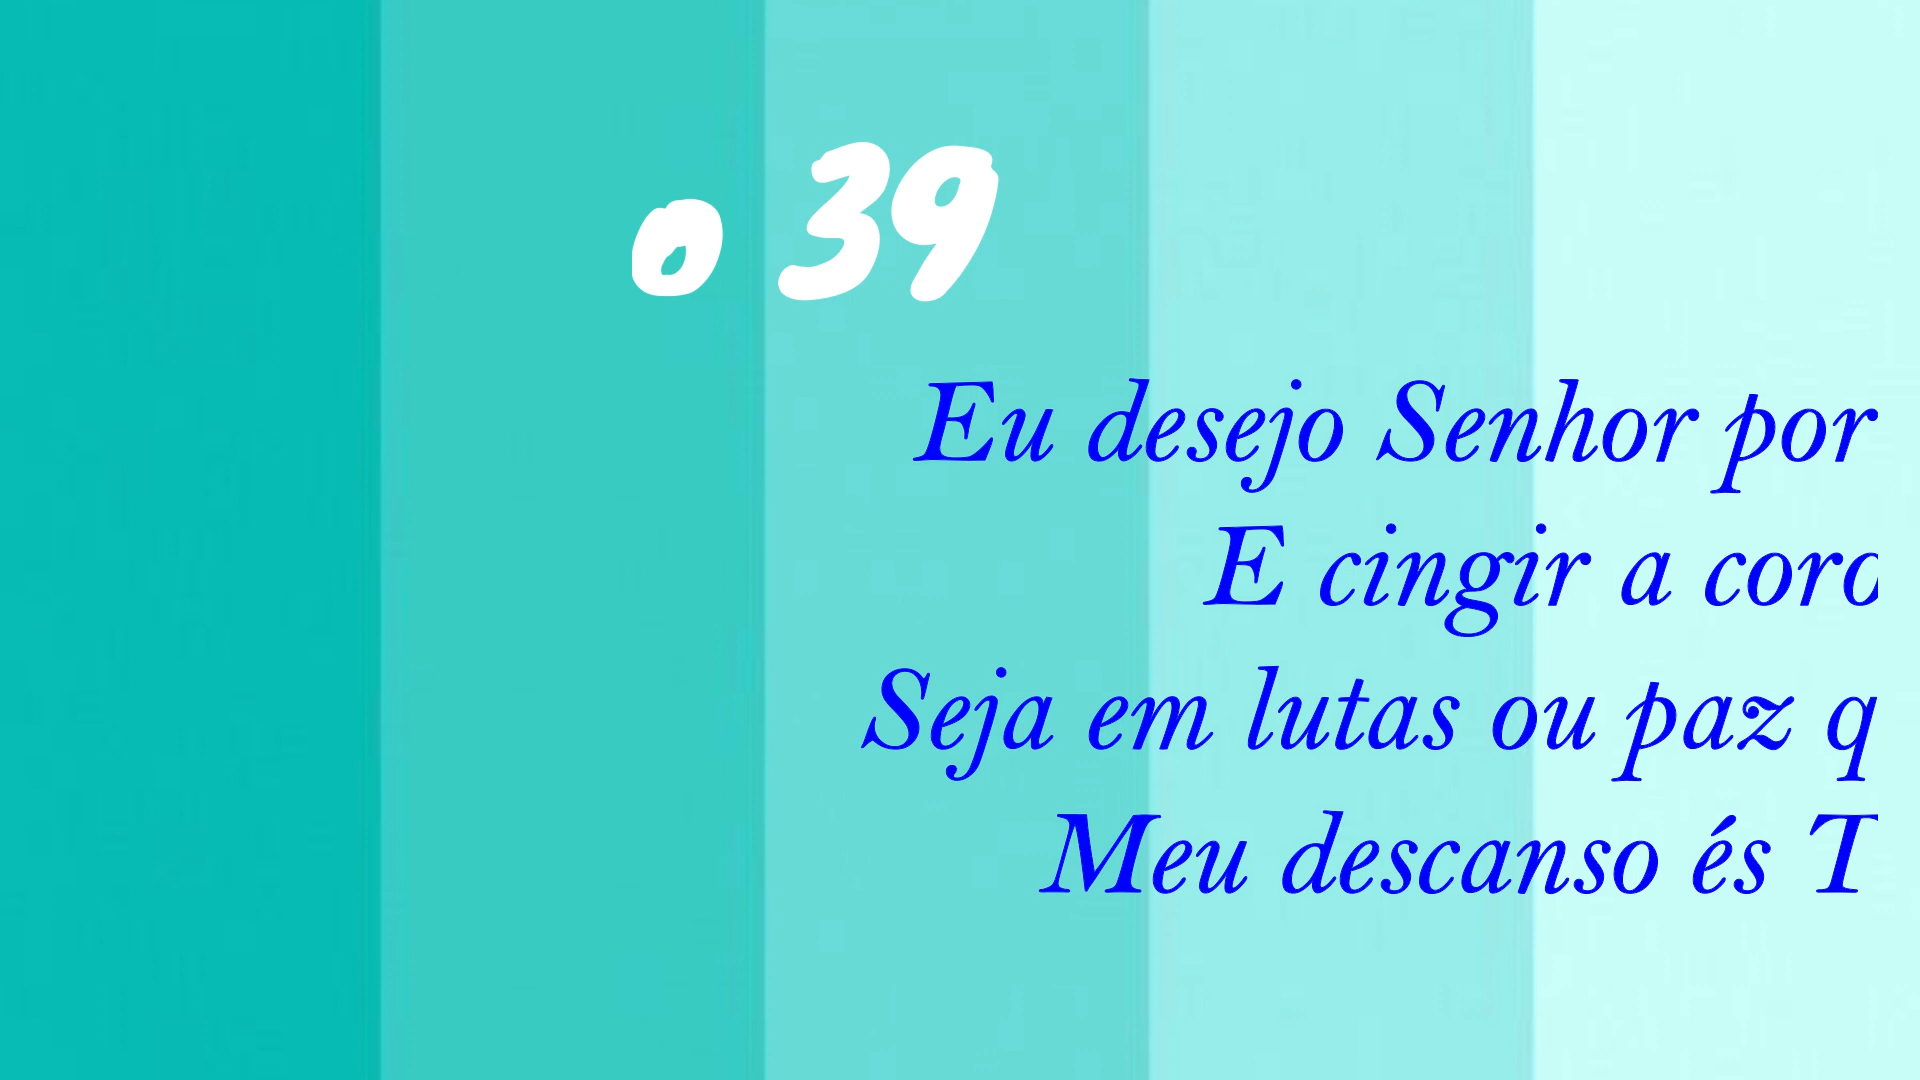 o 39
Eu desejo Senhor por
E cingir a coro
Seja em lutas ou paz q
Meu descanso és T